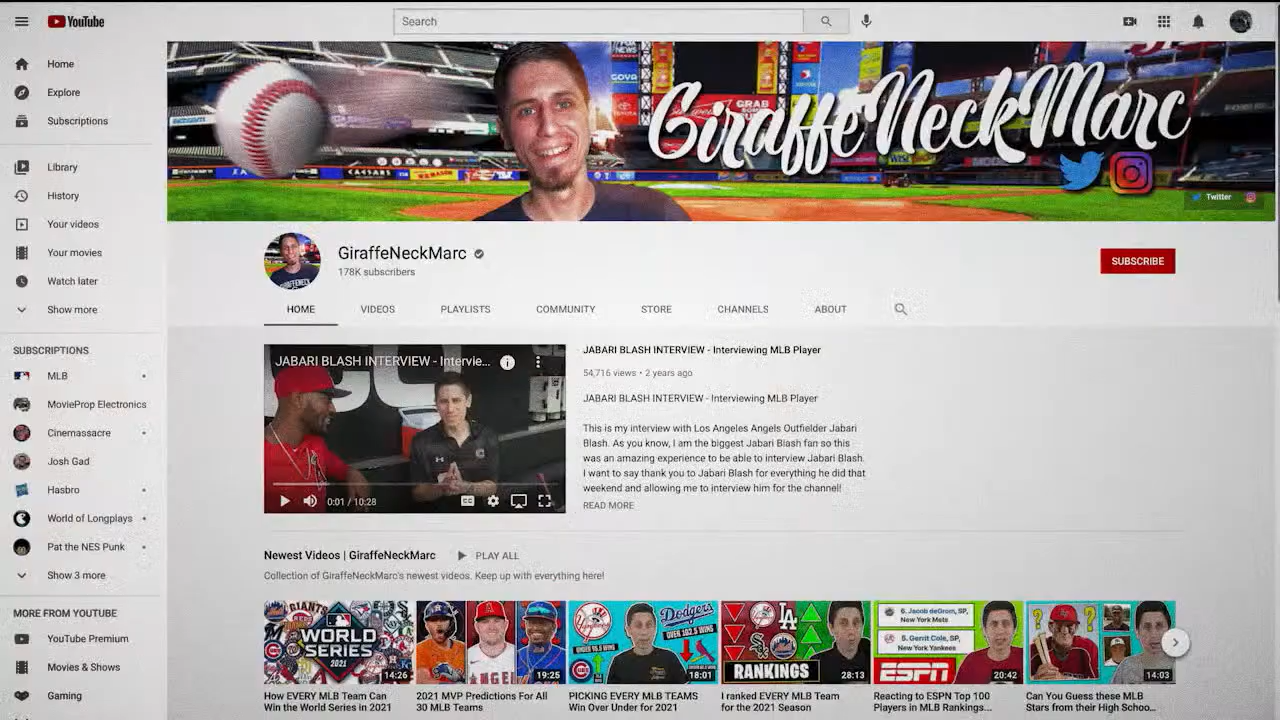 YouTube
Search
Home
Explore
Subscriptions
Library
History
Your videos
Your movies
Watch later
Show more
SUBSCRIPTIONS
MLB
MovieProp Electronics
Cinemassacre
Josh Gad
Hasbro
World of Longplays
Pat the NES Punk
Show 3 more
MORE FROM YOUTUBE
YouTube Premium
Movies & Shows
Gaming
GiraffeNeckMarc
GOYA
CAESARS
Twitter
GiraffeNeckMarc
178K subscribers
SUBSCRIBE
HOME VIDEOS PLAYLISTS COMMUNITY STORE CHANNELS ABOUT
JABARI BLASH INTERVIEW - Intervie...
0:01 / 10:28
JABARI BLASH INTERVIEW - Interviewing MLB Player
54,716 views • 2 years ago
JABARI BLASH INTERVIEW - Interviewing MLB Player
This is my interview with Los Angeles Angels Outfielder Jabari
Blash. As you know, I am the biggest Jabari Blash fan so this
was an amazing experience to be able to interview Jabari Blash.
I want to say thank you to Jabari Blash for everything he did that
weekend and allowing me to interview him for the channel!
READ MORE
Newest Videos | GiraffeNeckMarc PLAY ALL
Collection of GiraffeNeckMarc's newest videos. Keep up with everything here!
GIANTS
WORLD
SERIES
2021
14:26
How EVERY MLB Team Can
Win the World Series in 2021
19:25
2021 MVP Predictions For All
30 MLB Teams
Dodgers
OVER 102.5 WINS
18:01
PICKING EVERY MLB TEAMS
Win Over Under for 2021
LA
RANKINGS
28:13
I ranked EVERY MLB Team
for the 2021 Season
6. Jacob deGrom, SP,
New York Mets
5. Gerrit Cole, SP,
New York Yankees
ESPN
20:42
Reacting to ESPN Top 100
Players in MLB Rankings...
14:03
Can You Guess these MLB
Stars from their High Schoo...